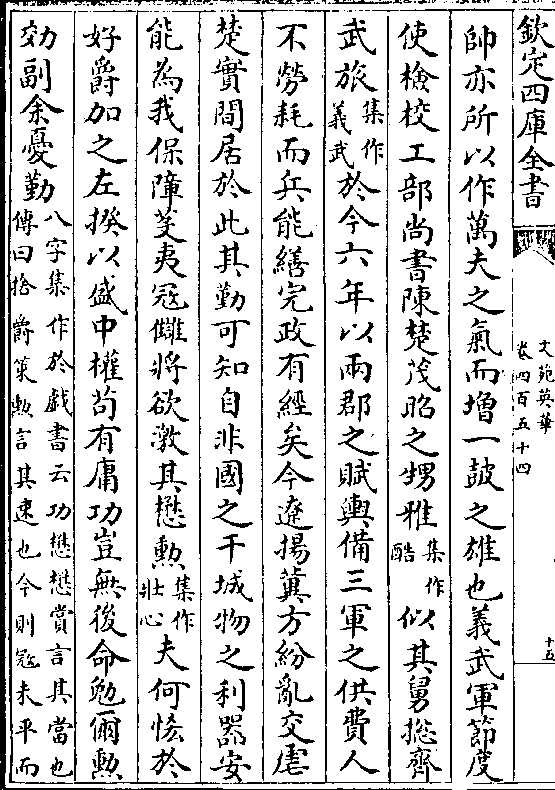 欽定四庫全書
文苑英華
卷四百五十四
十五
帥亦所以作萬夫之氣而增一鼓之雄也義武軍節度
使檢校工部尚書陳楚茂昭之甥雅集作酷似其舅摠齊
武旅集作義武於今六年以兩郡之賦輿備三軍之供費人
不勞耗而兵能繕完政有經矣今遼揚冀方紛亂交虐
楚實間居於此其勤可知自非國之干城物之利器安
能為我保障芟夷冦讎將欲激其懋勲集作壯心夫何恡於
好爵加之左揆以盛中權茍有庸功豈無後命勉爾勲
効副余憂勤八字集作於戲書云功懋懋賞言其當也傳曰捨爵策勲言其速也今則冦未平而